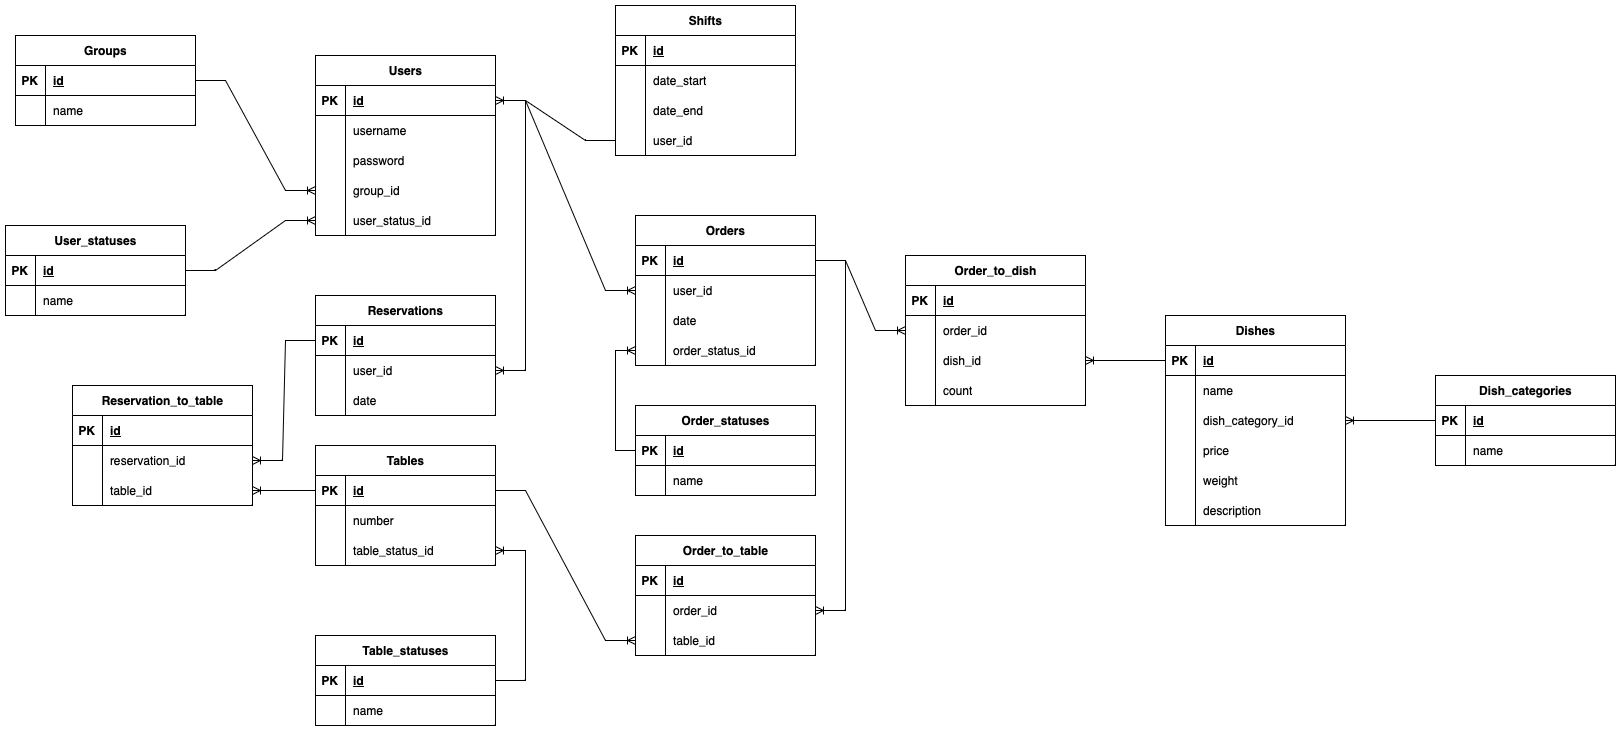 Groups
PK id
name
User_statuses
PK id
name
Users
PK id
username
password
group_id
user_status_id
Shifts
PK id
date_start
date_end
user_id
Reservations
PK id
user_id
date
Reservation_to_table
PK id
reservation_id
table_id
Tables
PK id
number
table_status_id
Table_statuses
PK id
name
Orders
PK id
user_id
date
order_status_id
Order_statuses
PK id
name
Order_to_table
PK id
order_id
table_id
Order_to_dish
PK id
order_id
dish_id
count
Dishes
PK id
name
dish_category_id
price
weight
description
Dish_categories
PK id
name